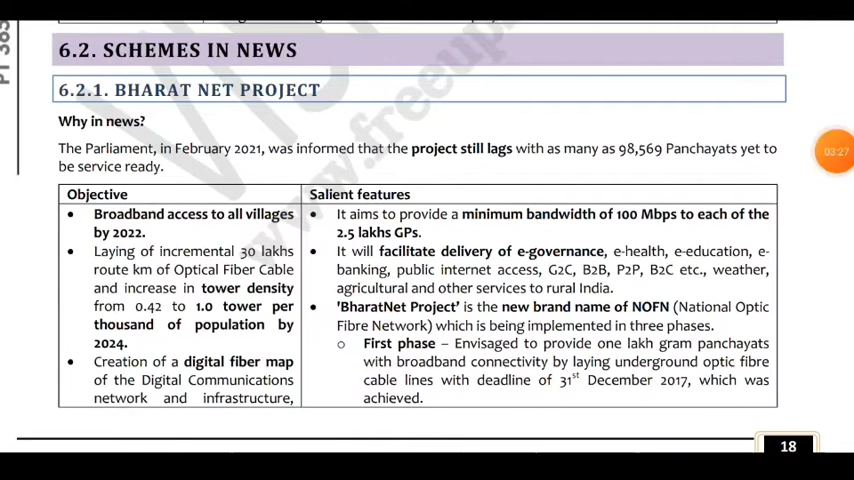 PT 365
6.2. SCHEMES IN NEWS
6.2.1. BHARAT NET PROJECT
Why in news?
The Parliament, in February 2021, was informed that the project still lags with as many as 98,569 Panchayats yet to
be service ready.
Objective
• Broadband access to all villages
by 2022.
• Laying of incremental 30 lakhs
route km of Optical Fiber Cable
and increase in tower density
from 0.42 to 1.0 tower per
thousand of population by
2024.
• Creation of a digital fiber map
of the Digital Communications
network and infrastructure,
Salient features
• It aims to provide a minimum bandwidth of 100 Mbps to each of the
2.5 lakhs GPs.
• It will facilitate delivery of e-governance, e-health, e-education, e-
banking, public internet access, G2C, B2B, P2P, B2C etc., weather,
agricultural and other services to rural India.
• 'BharatNet Project' is the new brand name of NOFN (National Optic
Fibre Network) which is being implemented in three phases.
o First phase – Envisaged to provide one lakh gram panchayats
with broadband connectivity by laying underground optic fibre
cable lines with deadline of 31st December 2017, which was
achieved.
18
03:27